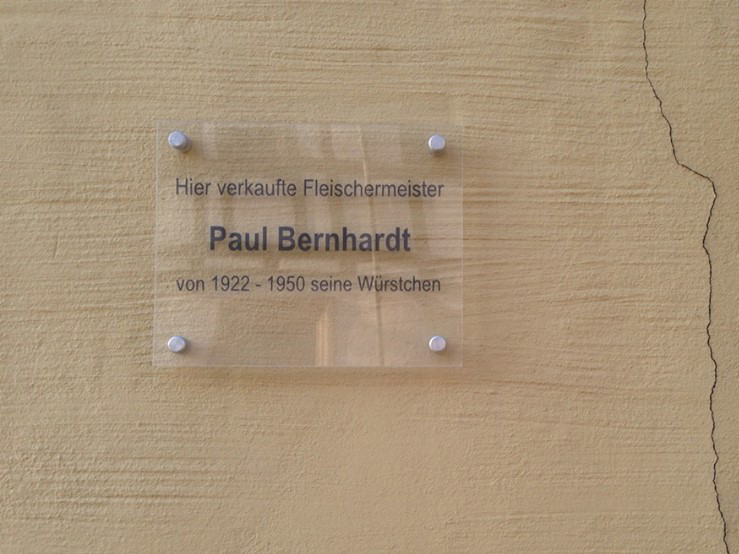 Hier verkaufte Fleischermeister
Paul Bernhardt
von 1922 - 1950 seine Würstchen